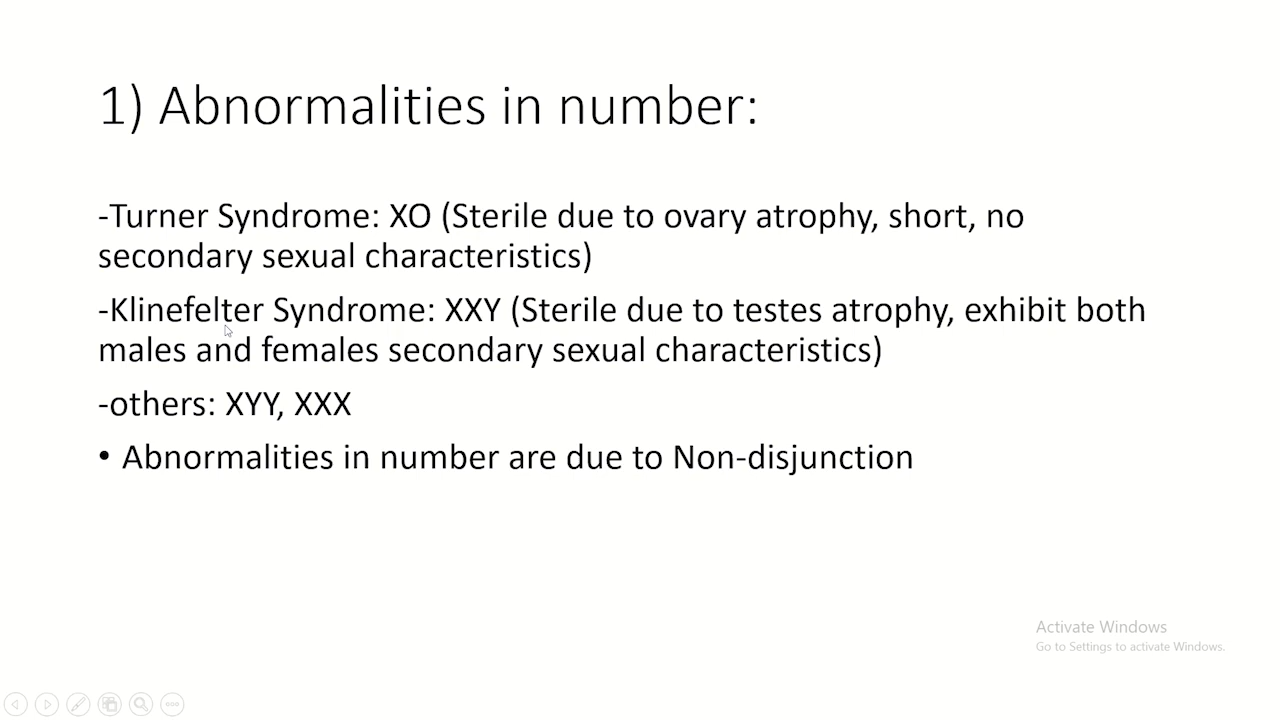 1) Abnormalities in number:
-Turner Syndrome: XO (Sterile due to ovary atrophy, short, no
secondary sexual characteristics)
-Klinefelter Syndrome: XXY (Sterile due to testes atrophy, exhibit both
males and females secondary sexual characteristics)
-others: XYY, XXX
• Abnormalities in number are due to Non-disjunction
Activate Windows
Go to Settings to activate Windows.